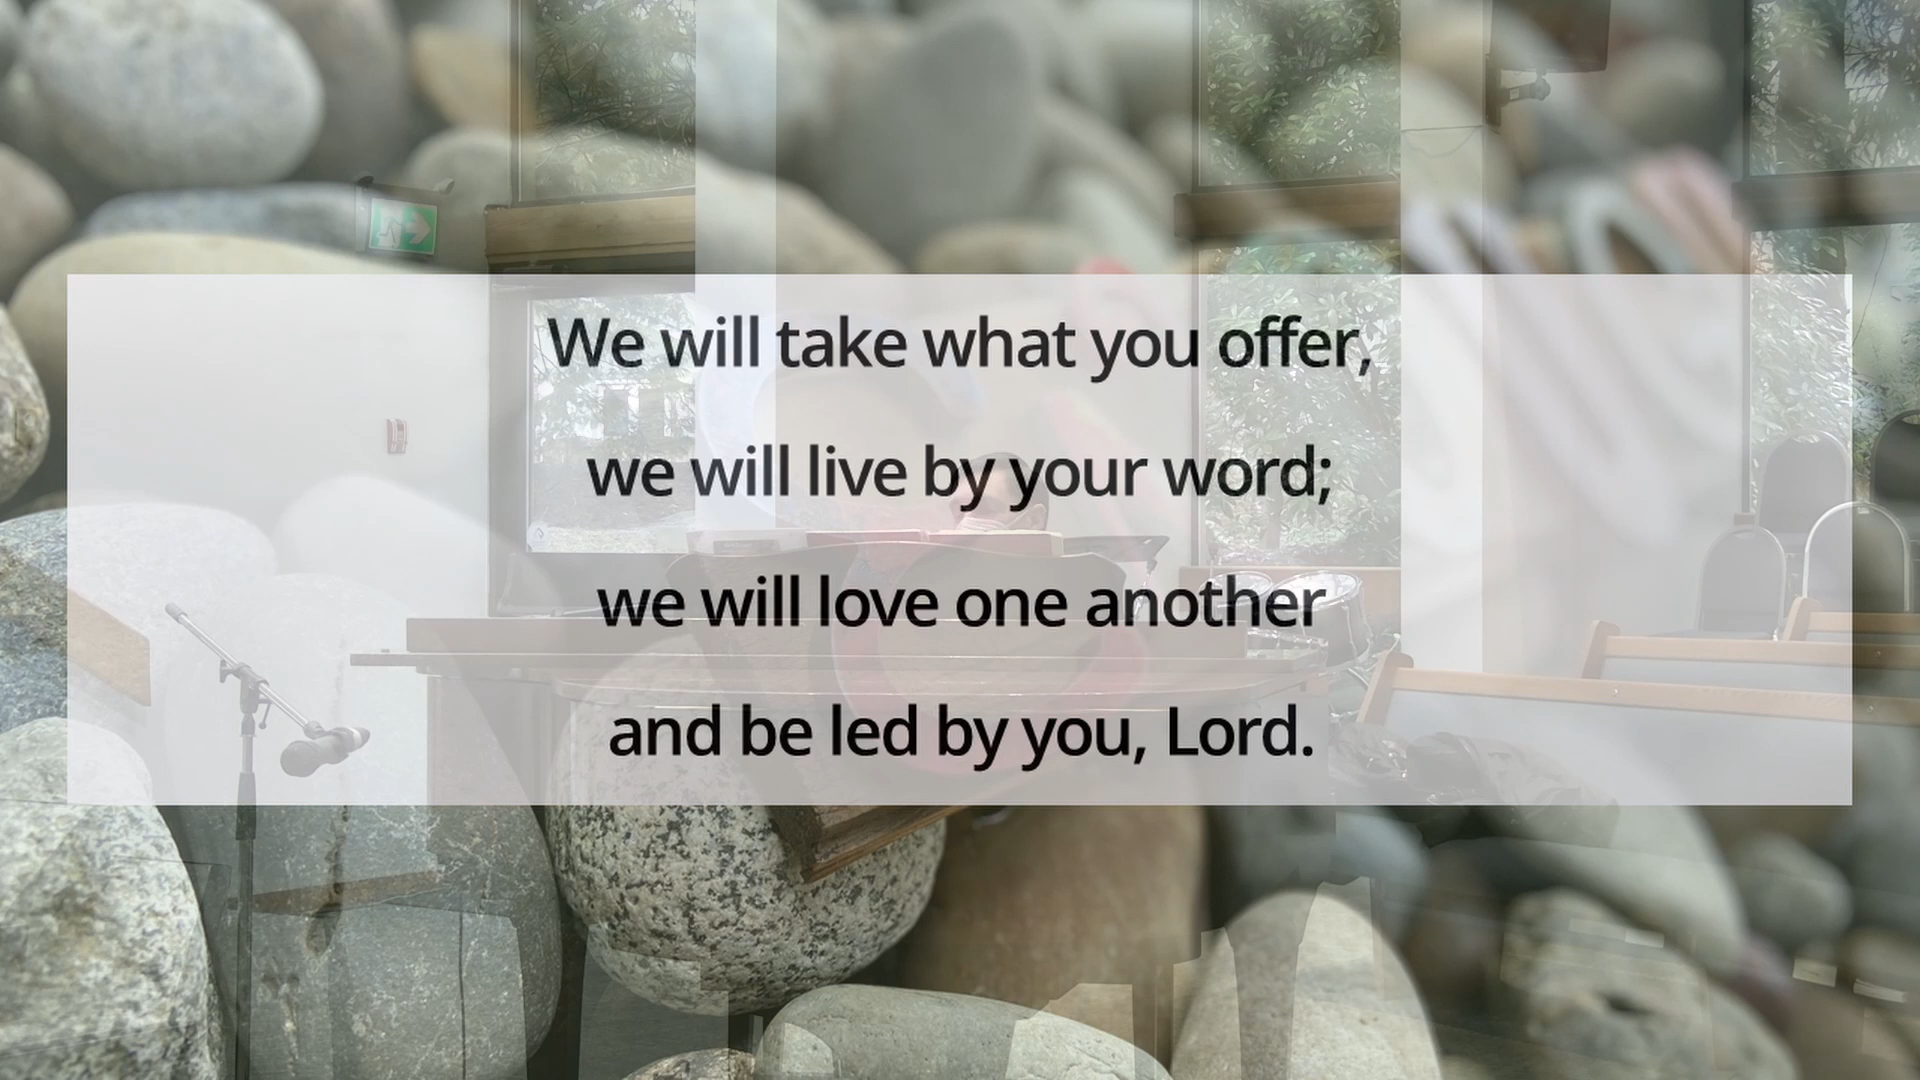 We will take what you offer,
we will live by your word;
we will love one another
and be led by you, Lord.